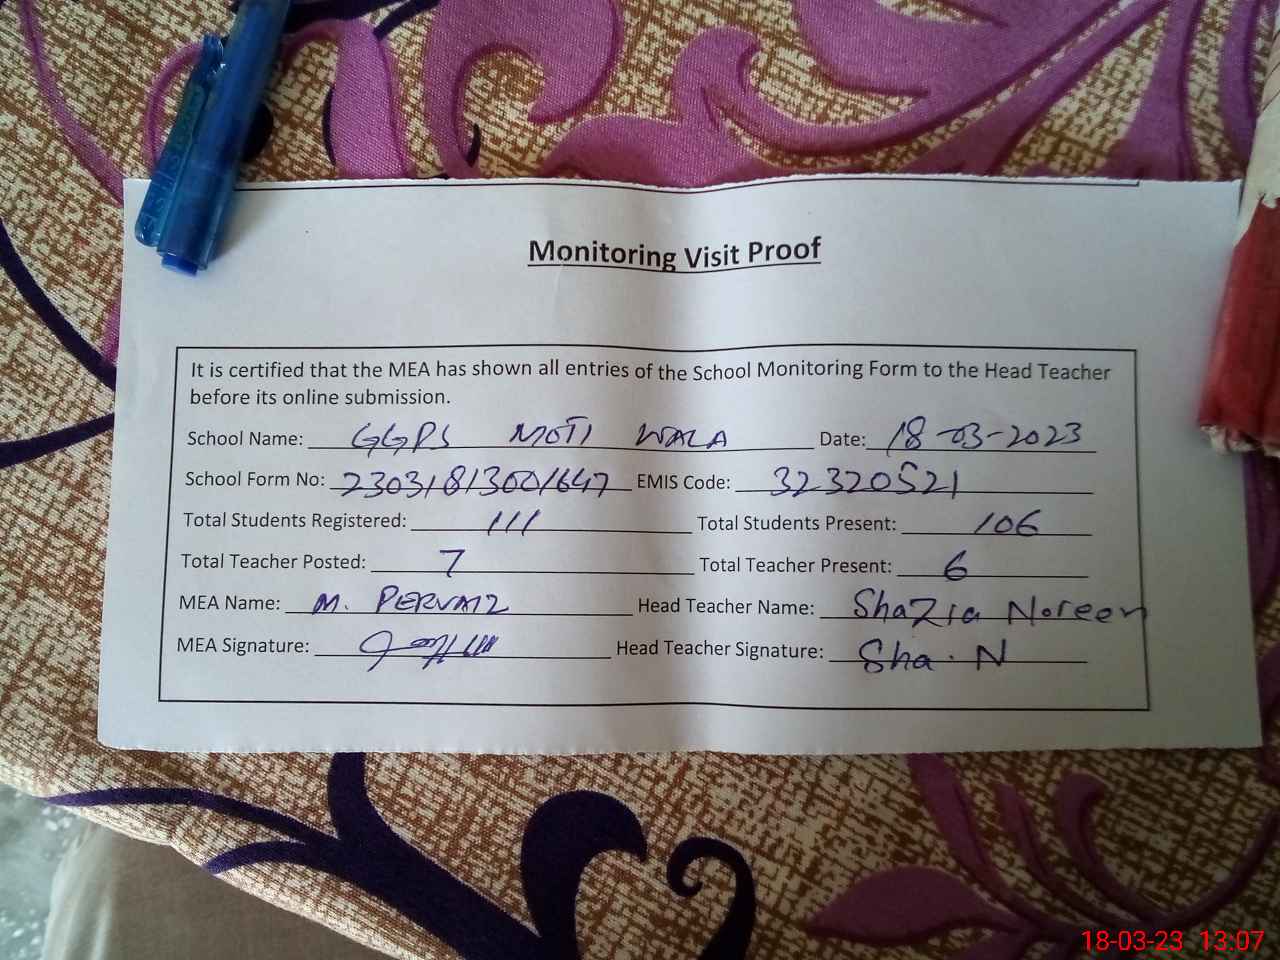 Monitoring Visit Proof
It is certified that the MEA has shown all entries of the School Monitoring Form to the Head Teacher
before its online submission.
School Name: GGPS MOTI WALA Date: 18-03-2023
School Form No: 23031813001647 EMIS Code: 32320521
Total Students Registered: 111 Total Students Present: 106
Total Teacher Posted: 7 Total Teacher Present: 6
MEA Name: M. PERVAIZ Head Teacher Name: Shazia Noreen
MEA Signature: Head Teacher Signature: Sha. N
18-03-23 13:07